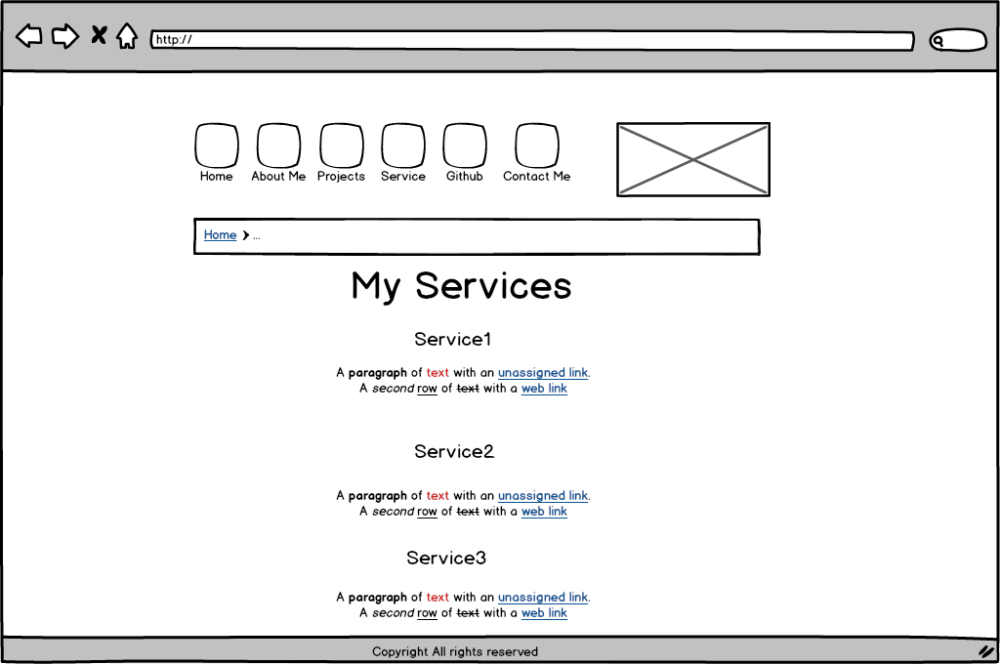 http://
Home About Me Projects Service Github Contact Me
Home ...
My Services
Service1
A paragraph of text with an unassigned link.
A second row of text with a web link
Service2
A paragraph of text with an unassigned link.
A second row of text with a web link
Service3
A paragraph of text with an unassigned link.
A second row of text with a web link
Copyright All rights reserved